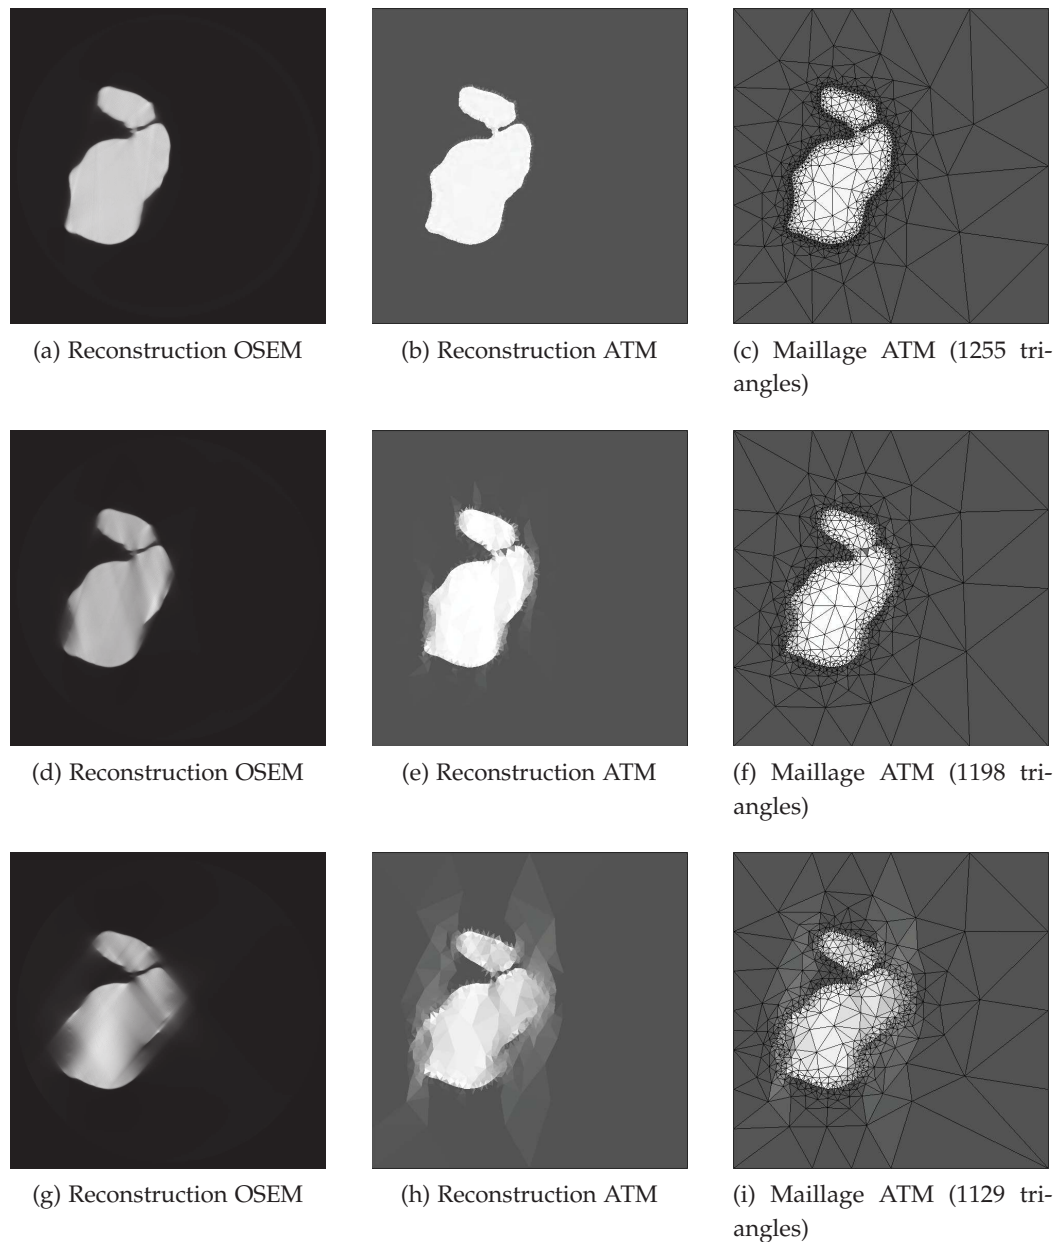 (a) Reconstruction OSEM
(b) Reconstruction ATM
(c) Maillage ATM (1255 tri-
angles)
(d) Reconstruction OSEM
(e) Reconstruction ATM
(f) Maillage ATM (1198 tri-
angles)
(g) Reconstruction OSEM
(h) Reconstruction ATM
(i) Maillage ATM (1129 tri-
angles)